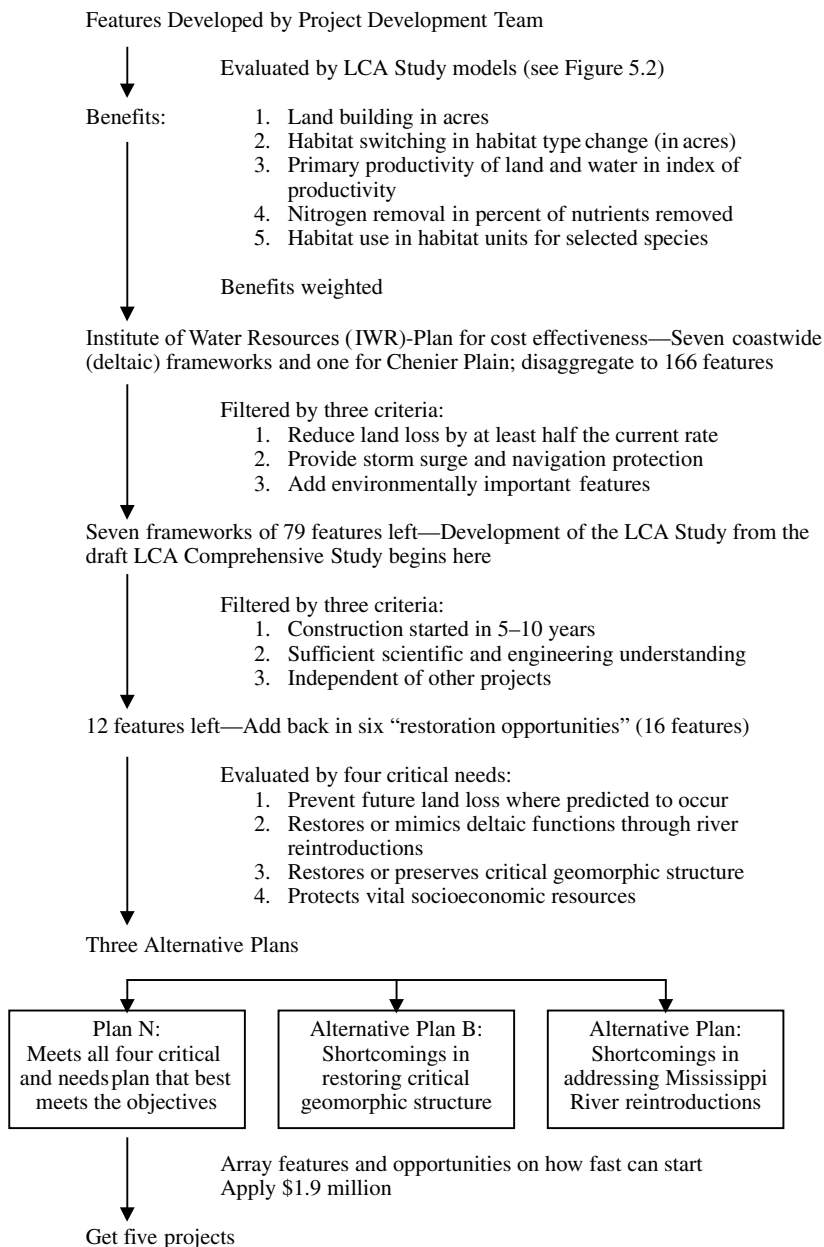 Features Developed by Project Development Team
Evaluated by LCA Study models (see Figure 5.2)
Benefits:
1. Land building in acres
2. Habitat switching in habitat type change (in acres)
3. Primary productivity of land and water in index of
productivity
4. Nitrogen removal in percent of nutrients removed
5. Habitat use in habitat units for selected species
Benefits weighted
Institute of Water Resources (IWR)-Plan for cost effectiveness—Seven coastwide
(deltaic) frameworks and one for Chenier Plain; disaggregate to 166 features
Filtered by three criteria:
1. Reduce land loss by at least half the current rate
2. Provide storm surge and navigation protection
3. Add environmentally important features
Seven frameworks of 79 features left—Development of the LCA Study from the
draft LCA Comprehensive Study begins here
Filtered by three criteria:
1. Construction started in 5–10 years
2. Sufficient scientific and engineering understanding
3. Independent of other projects
12 features left—Add back in six “restoration opportunities” (16 features)
Evaluated by four critical needs:
1. Prevent future land loss where predicted to occur
2. Restores or mimics deltaic functions through river
reintroductions
3. Restores or preserves critical geomorphic structure
4. Protects vital socioeconomic resources
Three Alternative Plans
Plan N:
Meets all four critical
and needs plan that best
meets the objectives
Alternative Plan B:
Shortcomings in
restoring critical
geomorphic structure
Alternative Plan:
Shortcomings in
addressing Mississippi
River reintroductions
Array features and opportunities on how fast can start
Apply $1.9 million
Get five projects